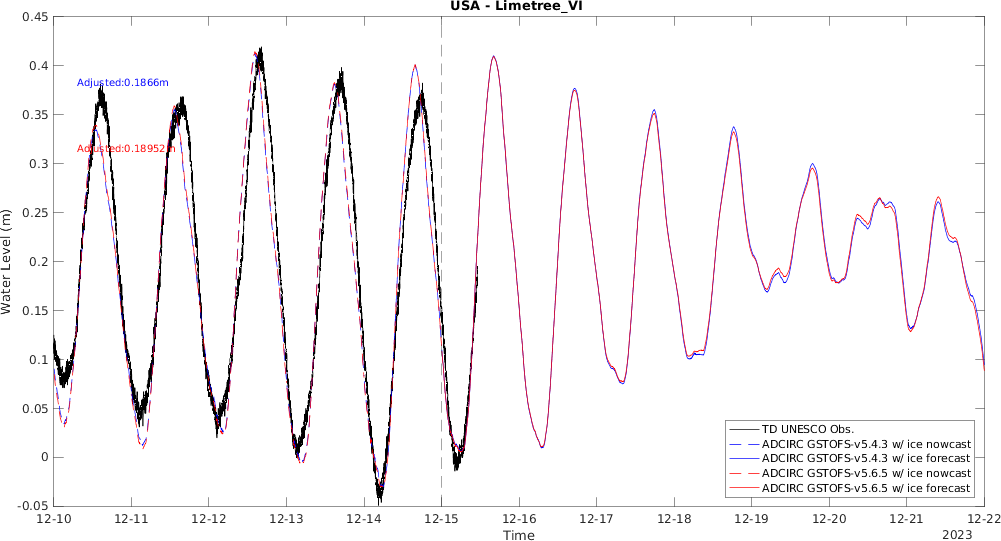 USA - Limetree_VI
0.45
0.4
0.35
0.3
0.25
0.2
0.15
0.1
0.05
0
-0.05
Water Level (m)
Adjusted:0.1866m
Adjusted:0.18952m
TD UNESCO Obs.
ADCIRC GSTOFS-v5.4.3 w/ ice nowcast
ADCIRC GSTOFS-v5.4.3 w/ ice forecast
ADCIRC GSTOFS-v5.6.5 w/ ice nowcast
ADCIRC GSTOFS-v5.6.5 w/ ice forecast
12-10 12-11 12-12 12-13 12-14 12-15 12-16 12-17 12-18 12-19 12-20 12-21 12-22
Time
2023